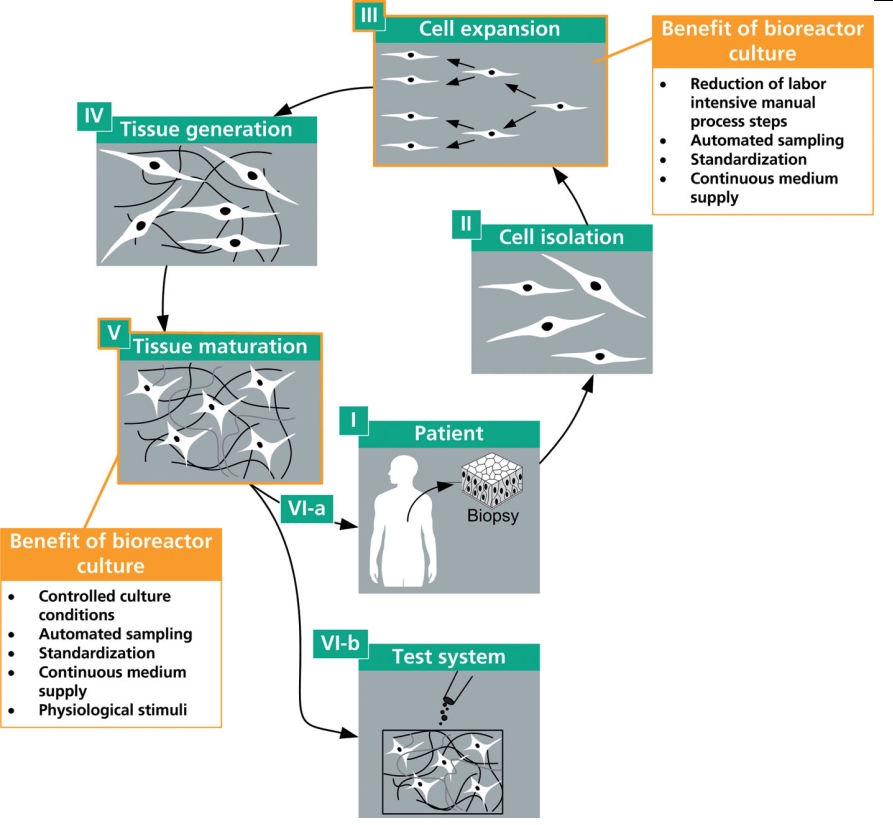 III
Cell expansion
Benefit of bioreactor
culture
• Reduction of labor
intensive manual
process steps
• Automated sampling
• Standardization
• Continuous medium
supply
IV
Tissue generation
II
Cell isolation
V
Tissue maturation
I
Patient
Biopsy
VI-a
Benefit of bioreactor
culture
• Controlled culture
conditions
• Automated sampling
• Standardization
• Continuous medium
supply
• Physiological stimuli
VI-b
Test system